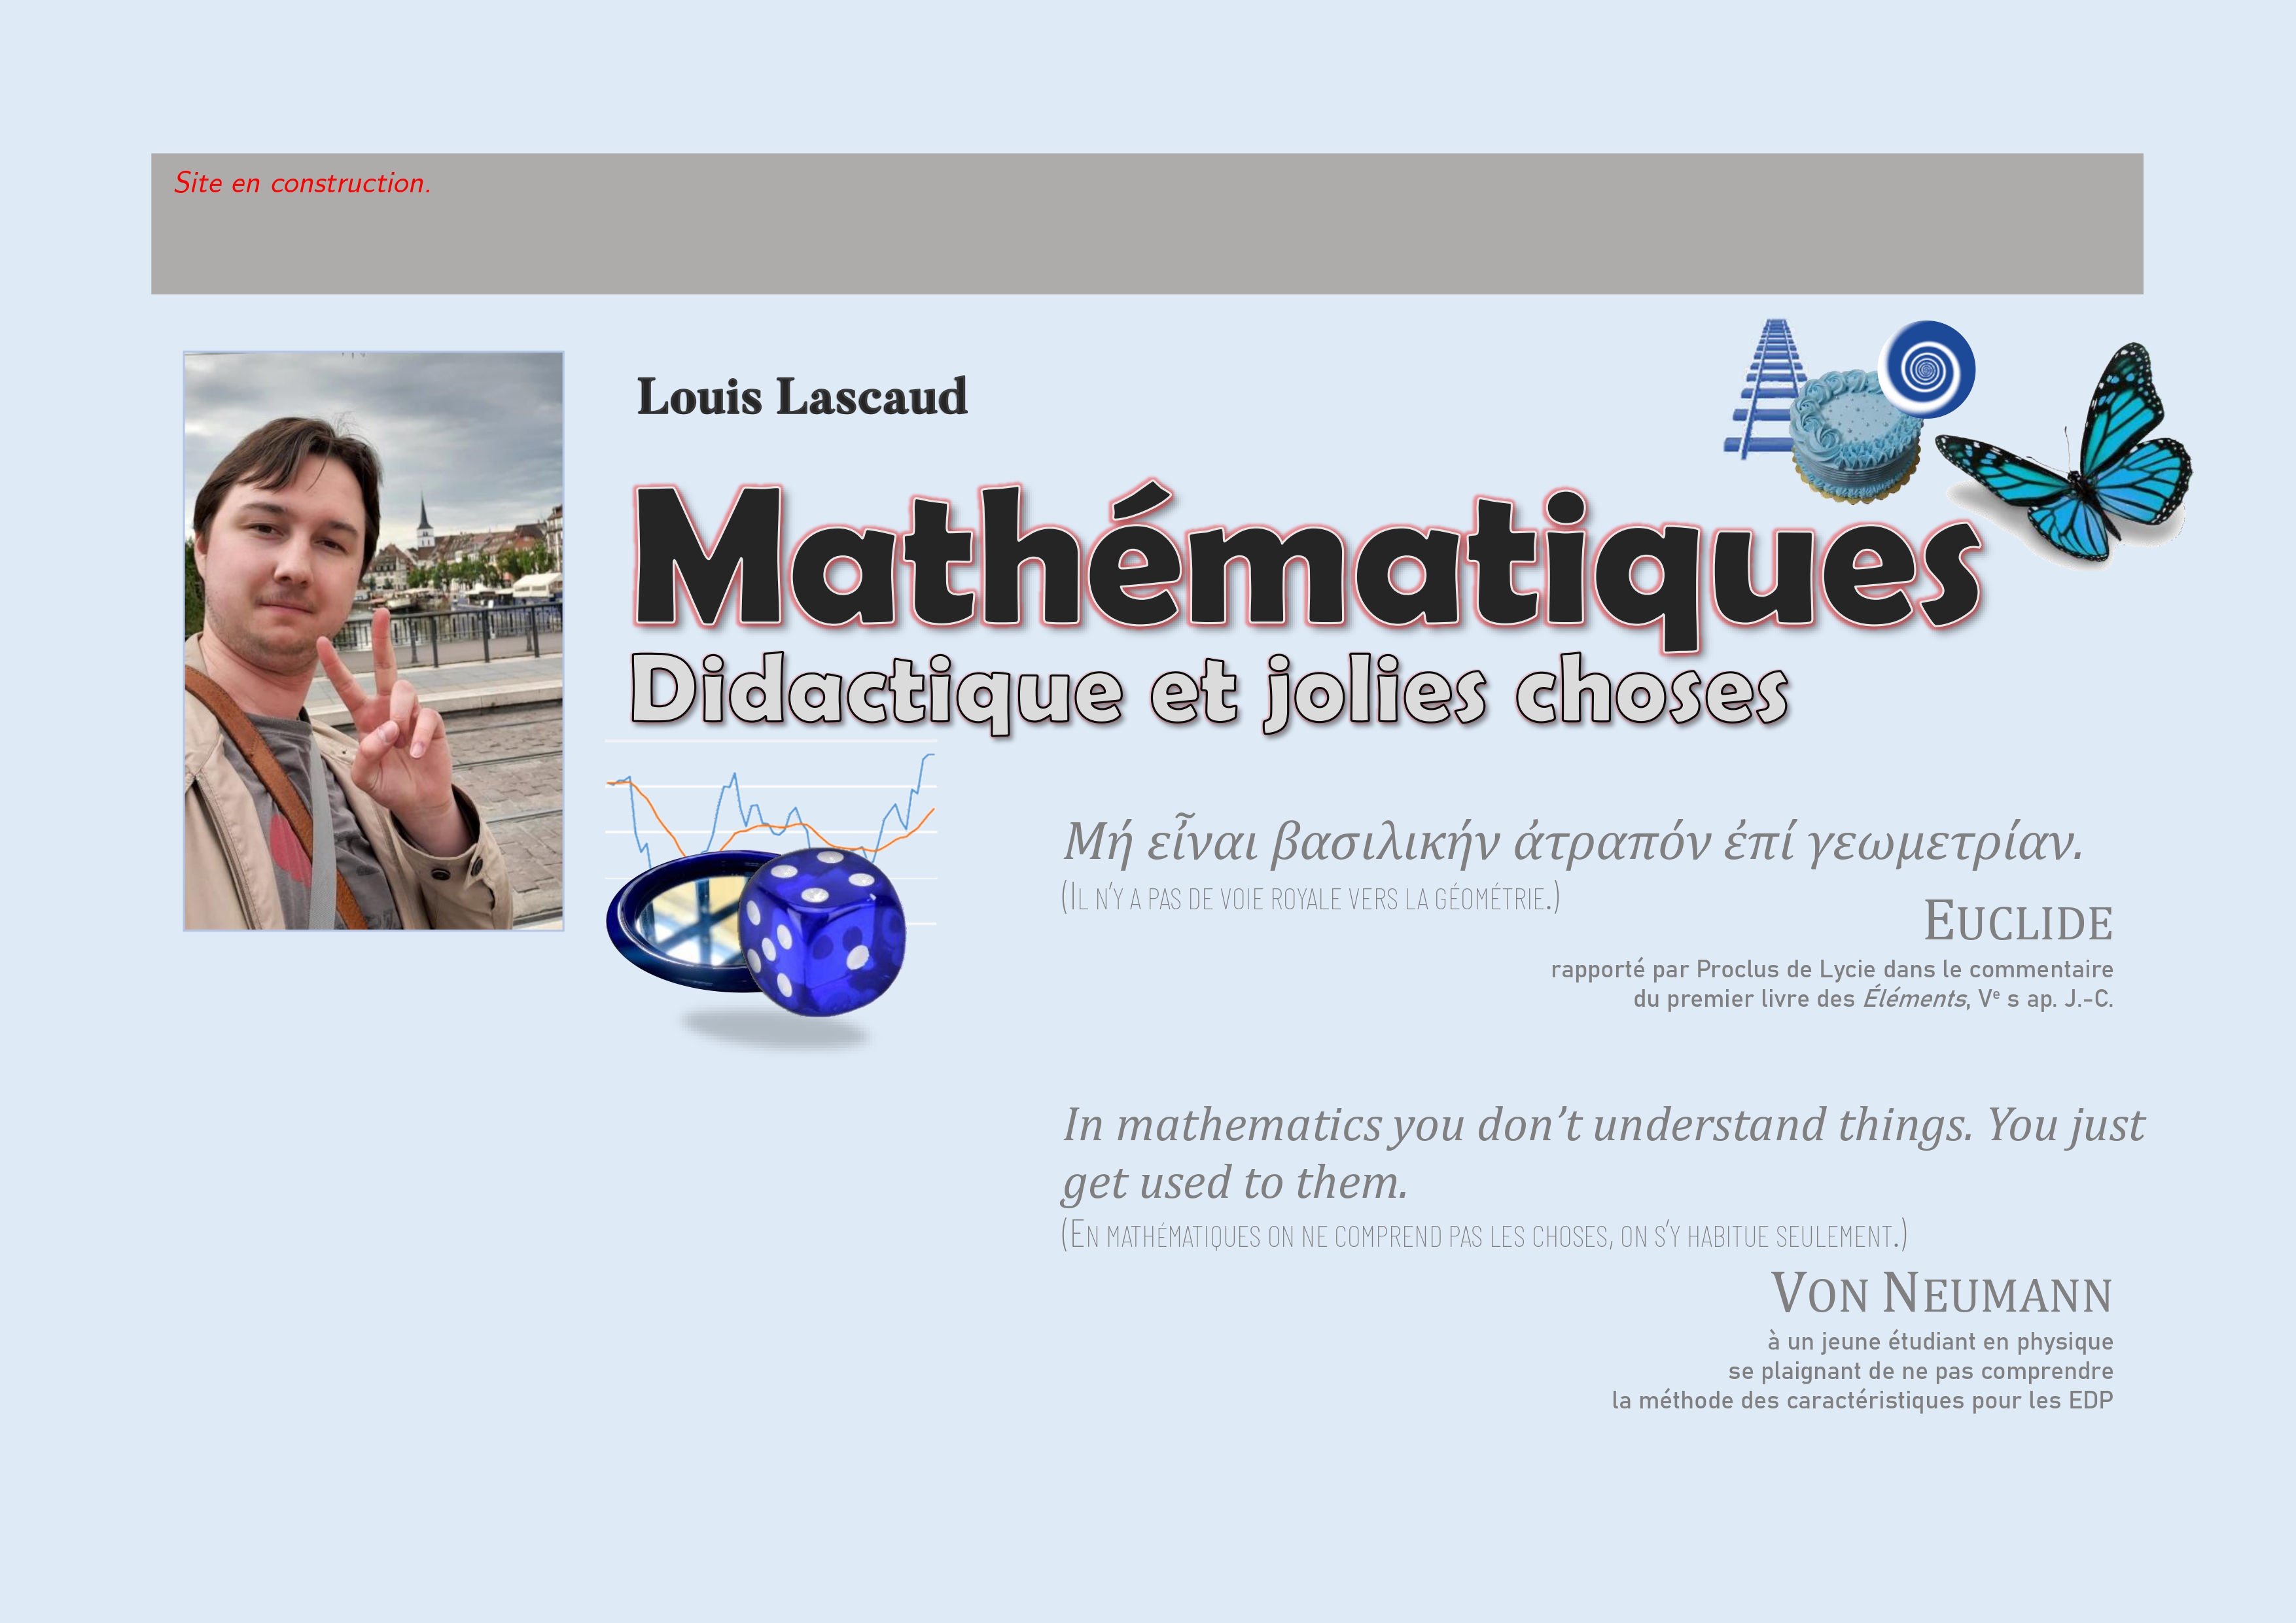 Site en construction.
Louis Lascaud
Mathématiques
Didactique et jolies choses
Μή εἶναι βασιλικήν ἀτραπόν ἐπί γεωμετρίαν.
(Il n’y a pas de voie royale vers la géométrie.)
Euclide
rapporté par Proclus de Lycie dans le commentaire
du premier livre des Éléments, Vᵉ s ap. J.-C.
In mathematics you don’t understand things. You just
get used to them.
(En mathématiques on ne comprend pas les choses, on s’y habitue seulement.)
Von Neumann
à un jeune étudiant en physique
se plaignant de ne pas comprendre
la méthode des caractéristiques pour les EDP